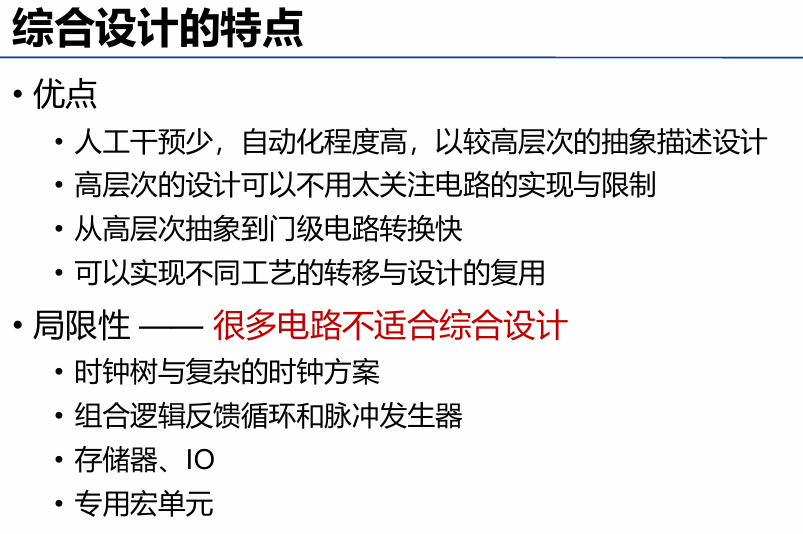 综合设计的特点
• 优点
• 人工干预少，自动化程度高，以较高层次的抽象描述设计
• 高层次的设计可以不用太关注电路的实现与限制
• 从高层次抽象到门级电路转换快
• 可以实现不同工艺的转移与设计的复用
• 局限性 —— 很多电路不适合综合设计
• 时钟树与复杂的时钟方案
• 组合逻辑反馈循环和脉冲发生器
• 存储器、IO
• 专用宏单元